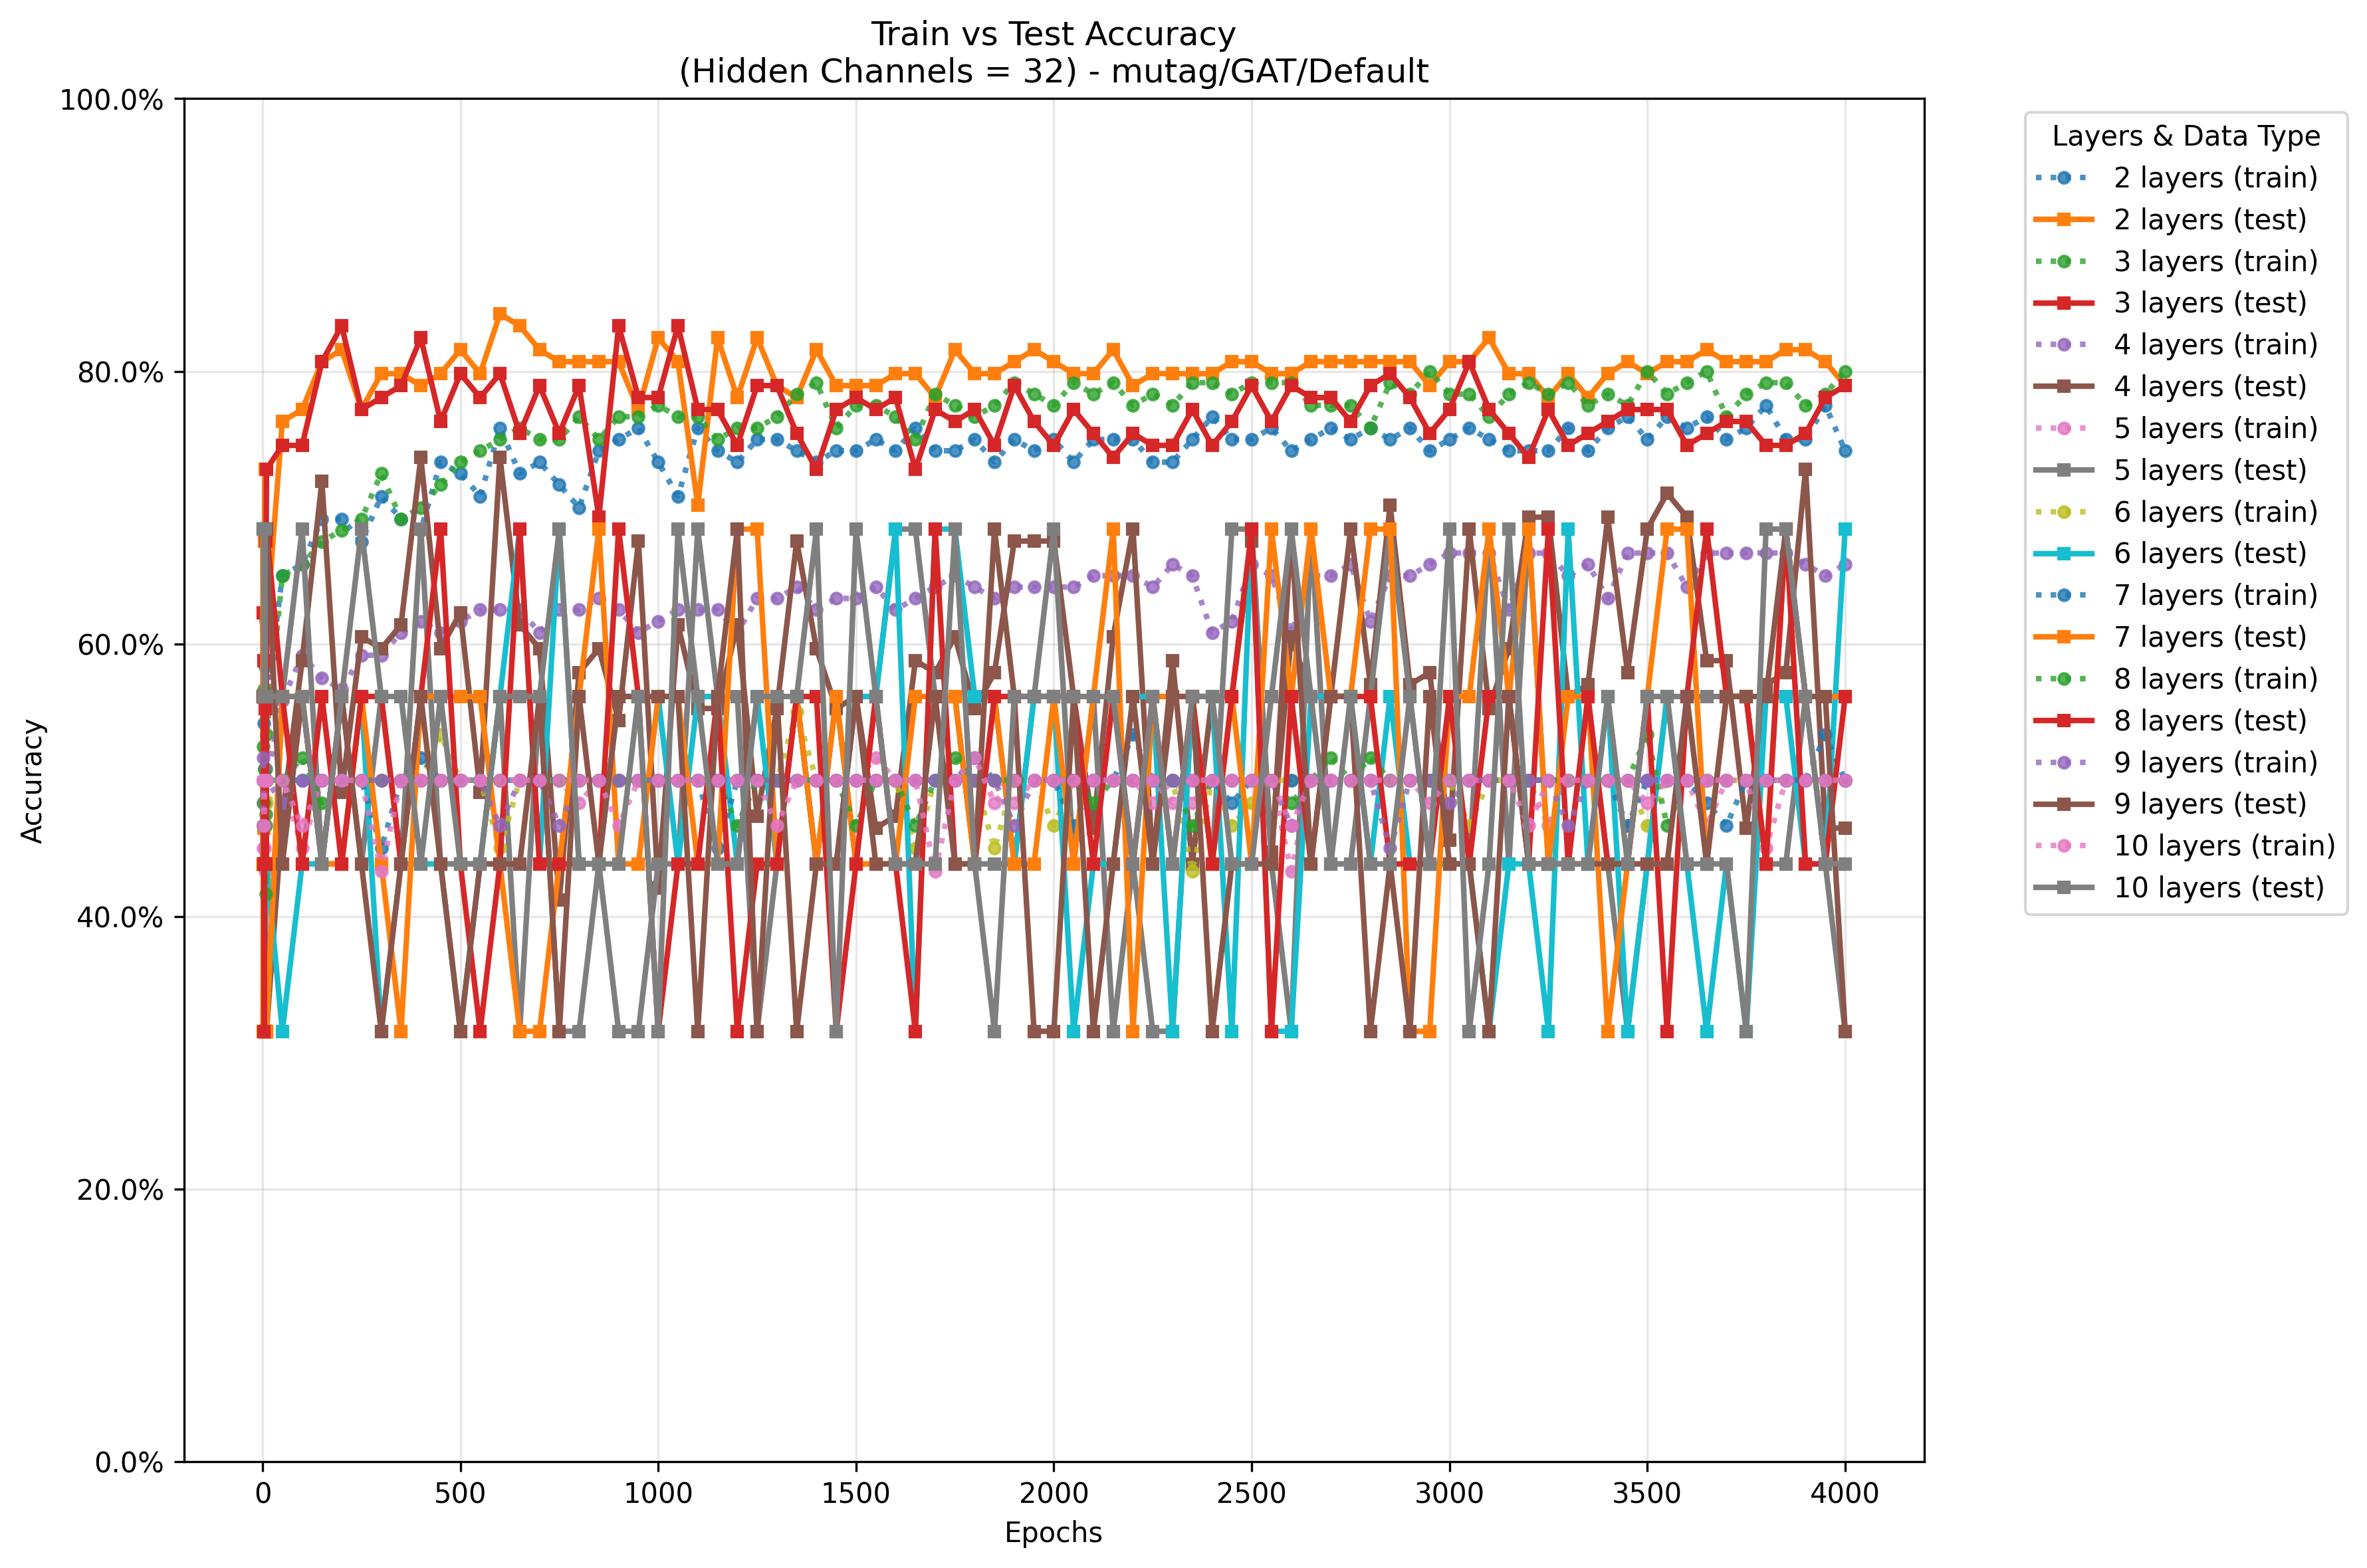 Train vs Test Accuracy
(Hidden Channels = 32) - mutag/GAT/Default
100.0%
80.0%
60.0%
40.0%
20.0%
0.0%
Accuracy
0
500
1000
1500
2000
2500
3000
3500
4000
Epochs
Layers & Data Type
2 layers (train)
2 layers (test)
3 layers (train)
3 layers (test)
4 layers (train)
4 layers (test)
5 layers (train)
5 layers (test)
6 layers (train)
6 layers (test)
7 layers (train)
7 layers (test)
8 layers (train)
8 layers (test)
9 layers (train)
9 layers (test)
10 layers (train)
10 layers (test)